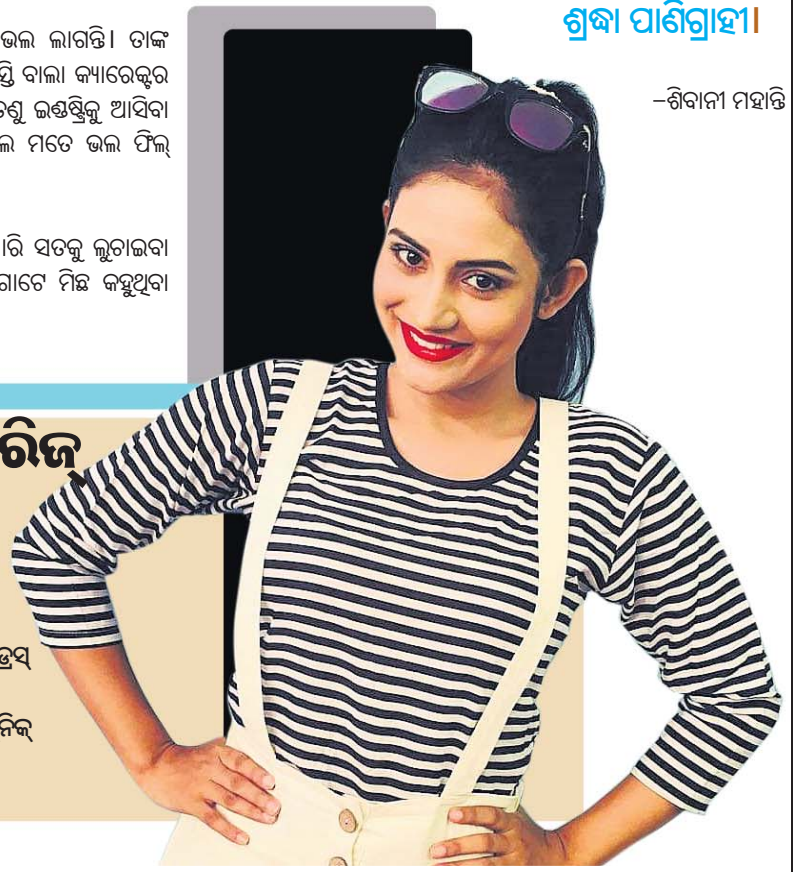 ଶ୍ରଦ୍ଧା ପାଣିଗ୍ରାହୀ।
–ଶିବାନୀ ମହାନ୍ତି
ଭଲ ଲାଗନ୍ତି। ତାଙ୍କ
ବାଲା କ୍ୟାରେକ୍ଟର
ଇଣ୍ଡଷ୍ଟ୍ରିକୁ ଆସିବା
ମତେ ଭଲ ଫିଲ୍
ସତକୁ ଲୁଚାଇବା
ଗୋଟେ ମିଛ କହୁଥିବା
ରିଜ୍
ଡ୍ରେସ୍
ନିକ୍